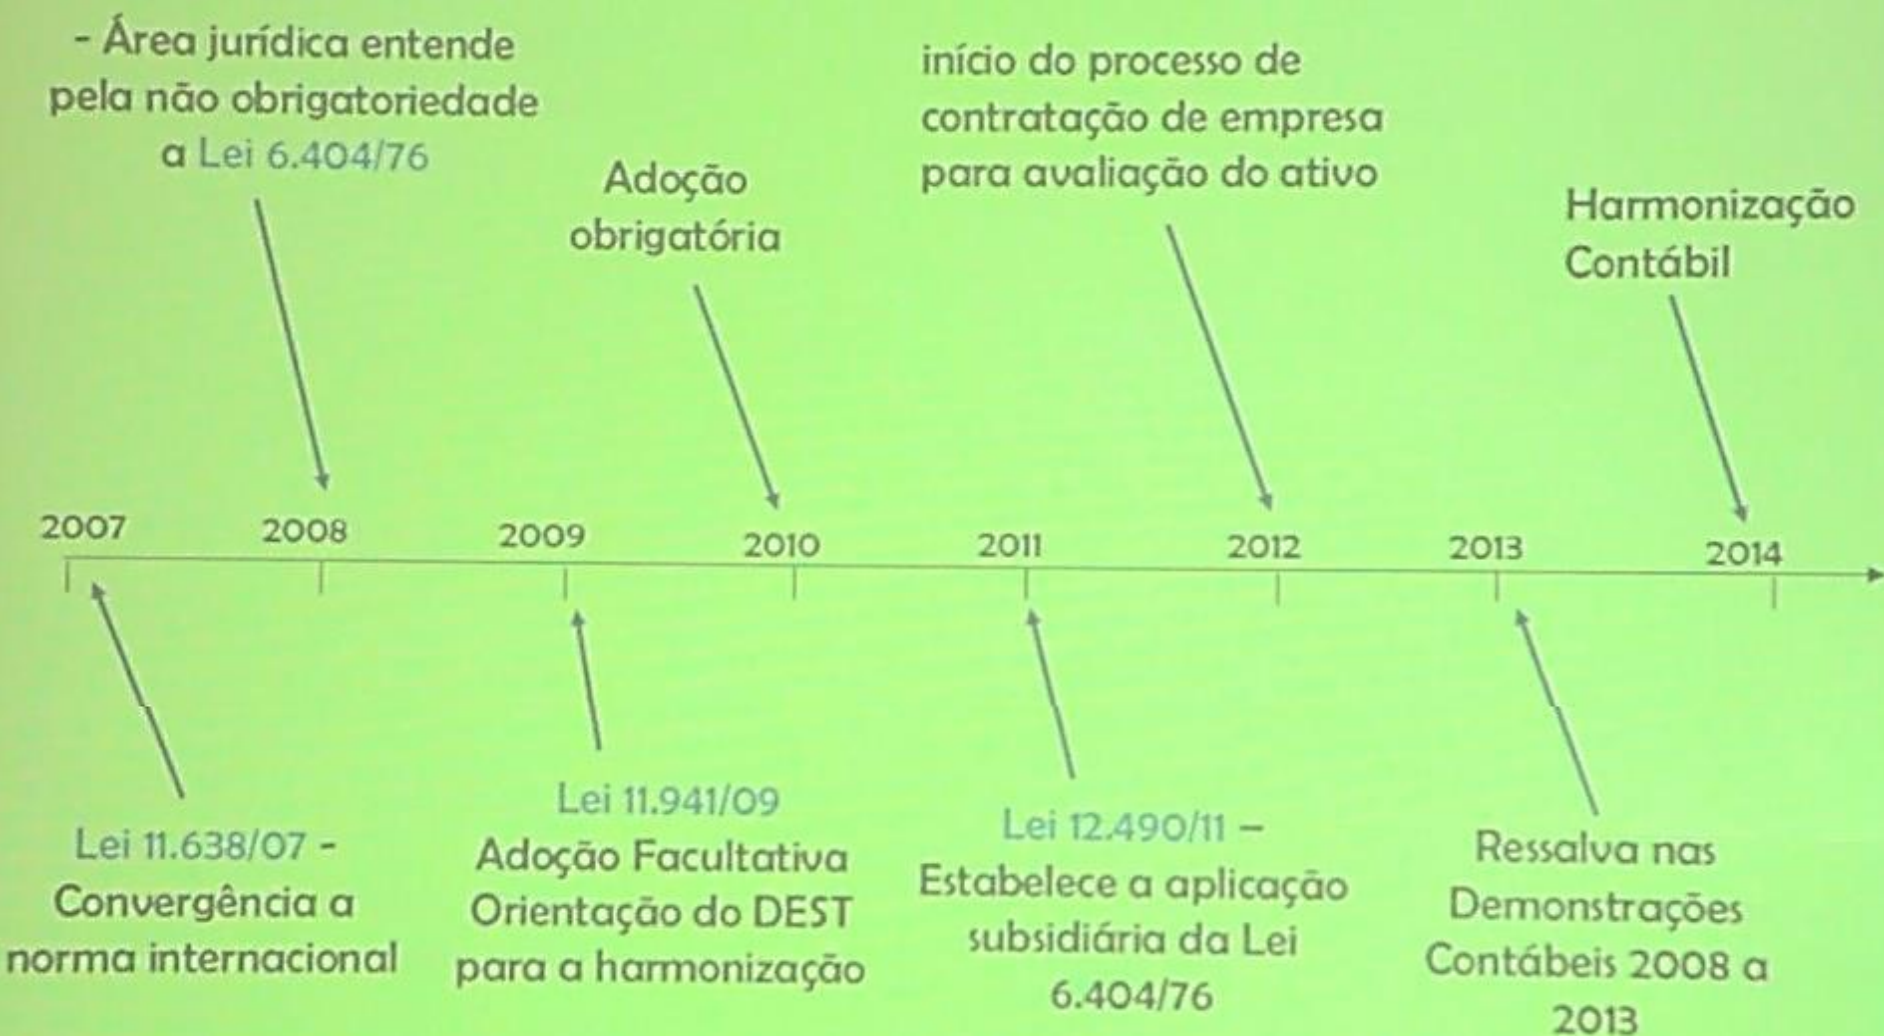 - Área jurídica entende
pela não obrigatoriedade
a Lei 6.404/76
Adoção
obrigatória
início do processo de
contratação de empresa
para avaliação do ativo
Harmonização
Contábil
2007
2008
2009
2010
2011
2012
2013
2014
Lei 11.638/07 -
Convergência a
norma internacional
Lei 11.941/09
Adoção Facultativa
Orientação do DEST
para a harmonização
Lei 12.490/11 –
Estabelece a aplicação
subsidiária da Lei
6.404/76
Ressalva nas
Demonstrações
Contábeis 2008 a
2013